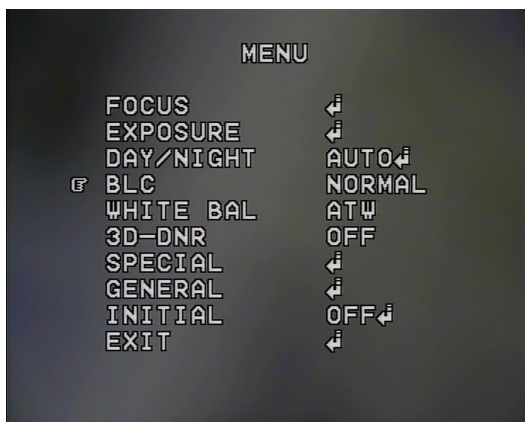 MENU
FOCUS ↲
EXPOSURE ↲
DAY/NIGHT AUTO↲
☞ BLC NORMAL
WHITE BAL ATW
3D-DNR OFF
SPECIAL ↲
GENERAL ↲
INITIAL OFF↲
EXIT ↲